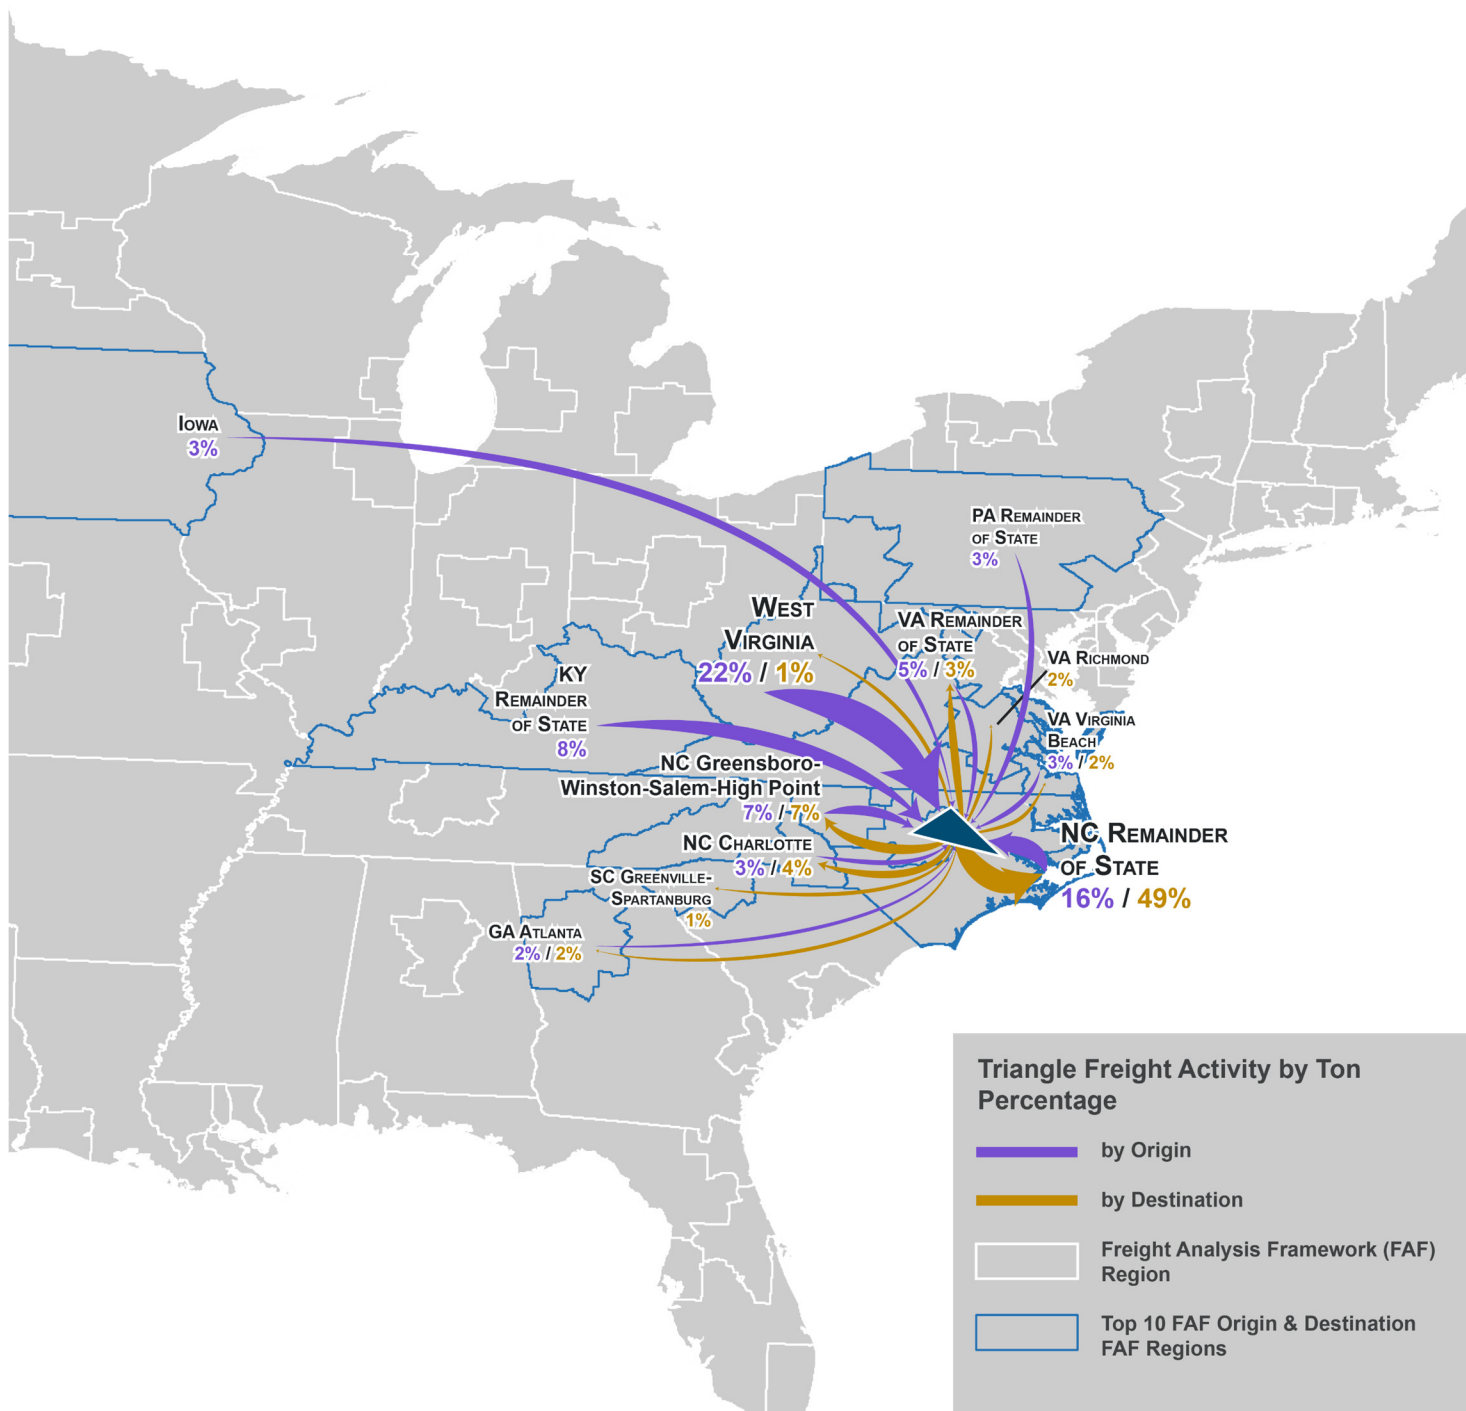 Iowa
3%
PA Remainder
of State
3%
West
Virginia
22% / 1%
VA Remainder
of State
5% / 3%
VA Richmond
2%
KY
Remainder
of State
8%
VA Virginia
Beach
3% / 2%
NC Greensboro-
Winston-Salem-High Point
7% / 7%
NC Charlotte
3% / 4%
NC Remainder
of State
16% / 49%
SC Greenville-
Spartanburg
1%
GA Atlanta
2% / 2%
Triangle Freight Activity by Ton
Percentage
by Origin
by Destination
Freight Analysis Framework (FAF)
Region
Top 10 FAF Origin & Destination
FAF Regions